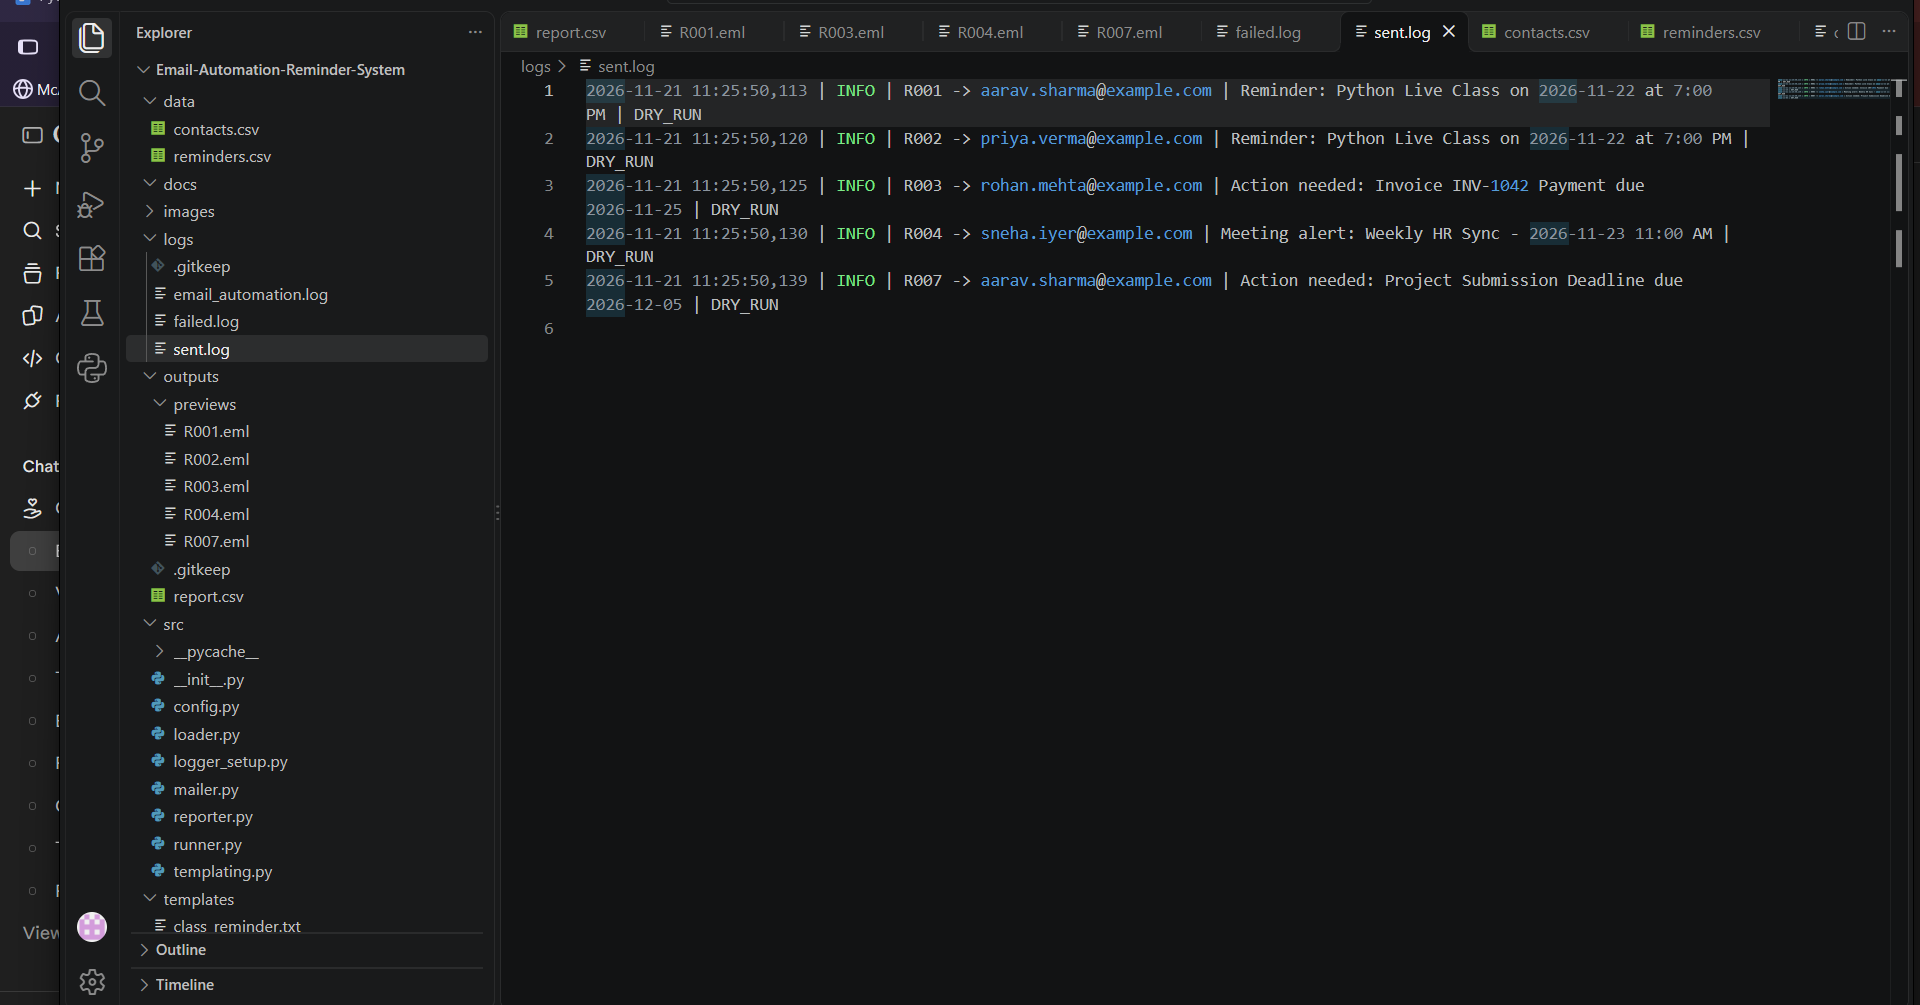 Mc
Chat
View
Explorer
Email-Automation-Reminder-System
data
contacts.csv
reminders.csv
docs
images
logs
.gitkeep
email_automation.log
failed.log
sent.log
outputs
previews
R001.eml
R002.eml
R003.eml
R004.eml
R007.eml
.gitkeep
report.csv
src
__pycache__
__init__.py
config.py
loader.py
logger_setup.py
mailer.py
reporter.py
runner.py
templating.py
templates
class_reminder.txt
Outline
Timeline
report.csv R001.eml R003.eml R004.eml R007.eml failed.log sent.log contacts.csv reminders.csv
logs > sent.log
1 2026-11-21 11:25:50,113 | INFO | R001 -> aarav.sharma@example.com | Reminder: Python Live Class on 2026-11-22 at 7:00
PM | DRY_RUN
2 2026-11-21 11:25:50,120 | INFO | R002 -> priya.verma@example.com | Reminder: Python Live Class on 2026-11-22 at 7:00 PM |
DRY_RUN
3 2026-11-21 11:25:50,125 | INFO | R003 -> rohan.mehta@example.com | Action needed: Invoice INV-1042 Payment due
2026-11-25 | DRY_RUN
4 2026-11-21 11:25:50,130 | INFO | R004 -> sneha.iyer@example.com | Meeting alert: Weekly HR Sync - 2026-11-23 11:00 AM |
DRY_RUN
5 2026-11-21 11:25:50,139 | INFO | R007 -> aarav.sharma@example.com | Action needed: Project Submission Deadline due
2026-12-05 | DRY_RUN
6